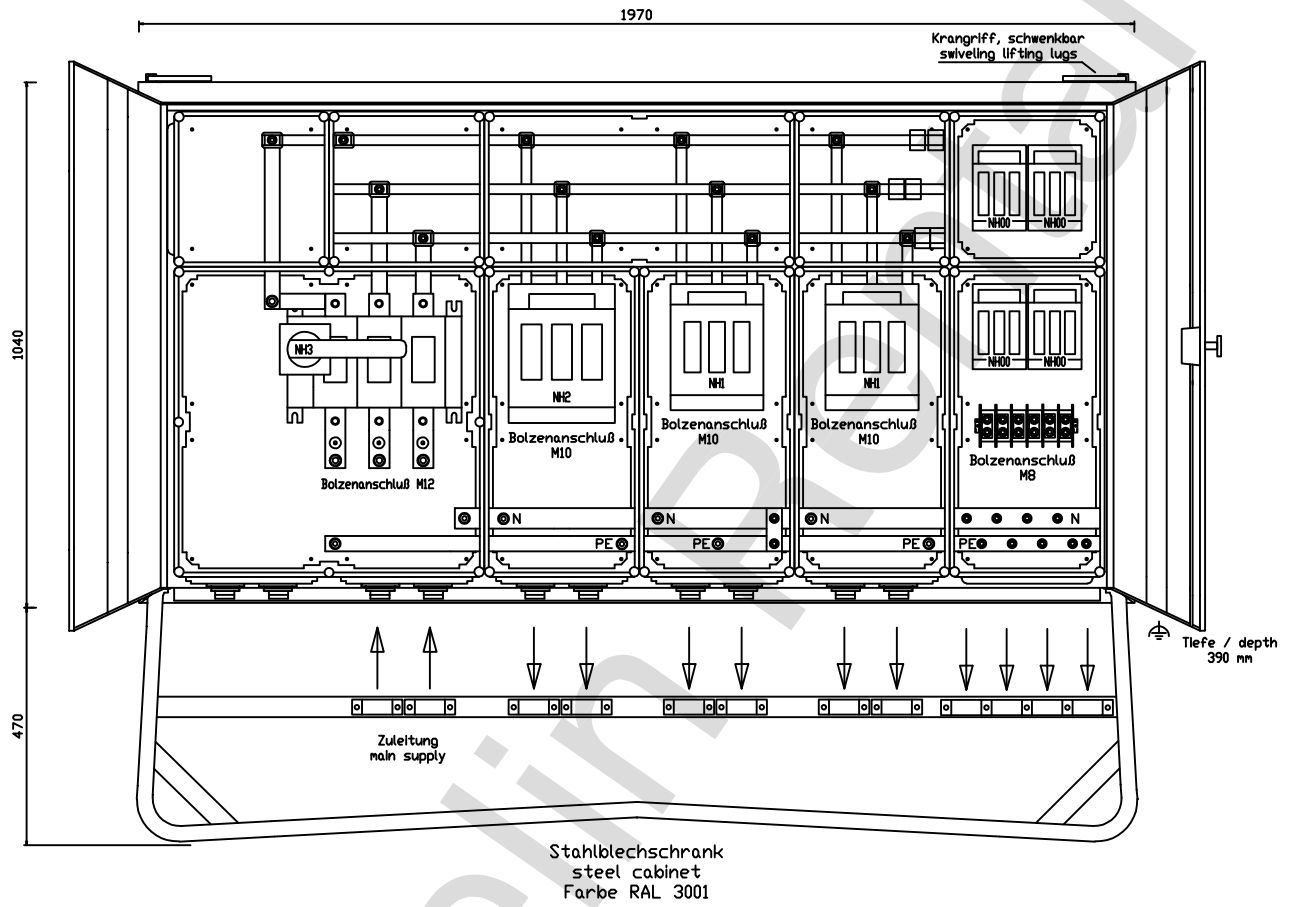 1970
Krangriff, schwenkbar
swiveling lifting lugs
1040
NH00 NH00
NH3
NH2
NH1
NH1
NH00 NH00
Bolzenanschluß
M10
Bolzenanschluß
M10
Bolzenanschluß
M10
Bolzenanschluß
M8
Bolzenanschluß M12
N
N
N
N
PE
PE
PE
PE
Tiefe / depth
390 mm
470
Zuleitung
main supply
Stahlblechschrank
steel cabinet
Farbe RAL 3001
elin Rental